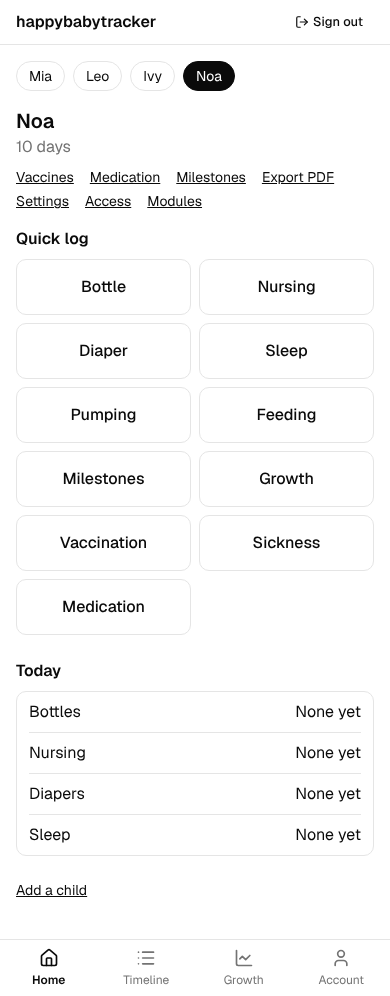 happybabytracker Sign out
Mia Leo Ivy Noa
Noa
10 days
Vaccines Medication Milestones Export PDF
Settings Access Modules
Quick log
Bottle Nursing
Diaper Sleep
Pumping Feeding
Milestones Growth
Vaccination Sickness
Medication
Today
Bottles None yet
Nursing None yet
Diapers None yet
Sleep None yet
Add a child
Home Timeline Growth Account